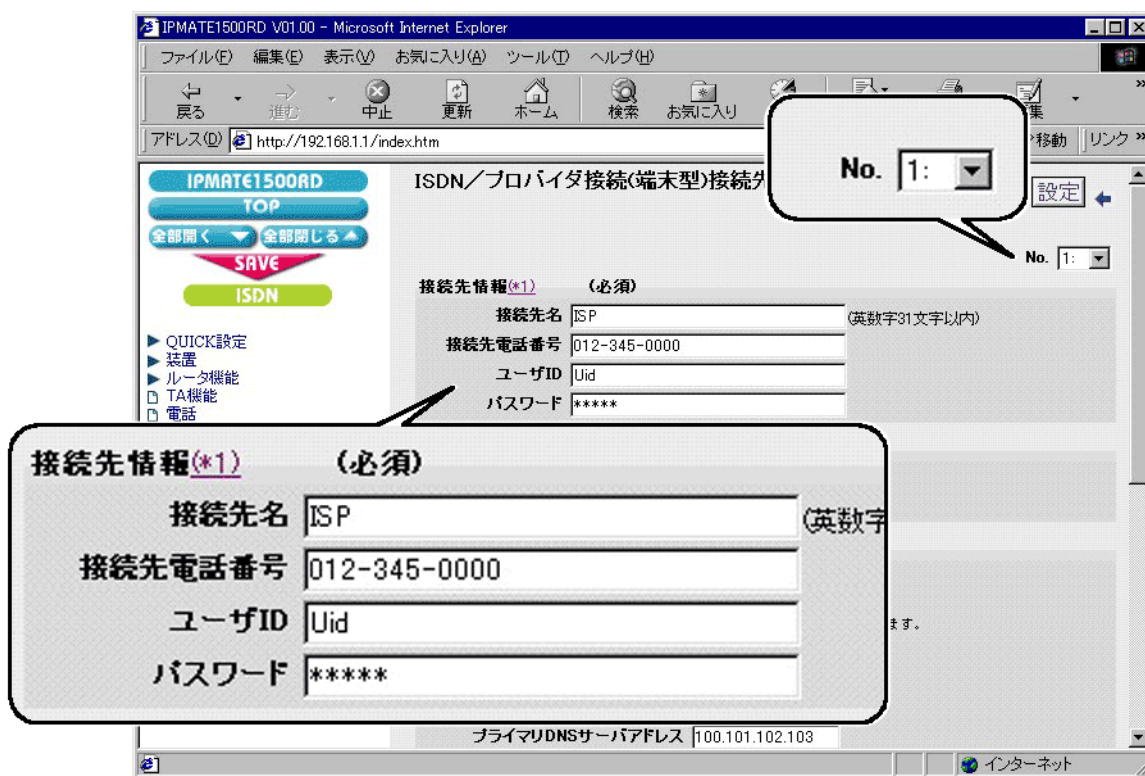 IPMATE1500RD V01.00 - Microsoft Internet Explorer
ファイル(F) 編集(E) 表示(V) お気に入り(A) ツール(T) ヘルプ(H)
戻る 進む 中止 更新 ホーム 検索 お気に入り
アドレス(D) http://192.168.1.1/index.htm 移動 リンク »
IPMATE1500RD
TOP
全部開く 全部閉じる
SAVE
ISDN
QUICK設定
装置
ルータ機能
TA機能
電話
ISDN/プロバイダ接続(端末型)接続先
設定
No. 1:
No. 1:
接続先情報(*1) (必須)
接続先名 ISP (英数字31文字以内)
接続先電話番号 012-345-0000
ユーザID Uid
パスワード *****
接続先情報(*1) (必須)
接続先名 ISP (英数字
接続先電話番号 012-345-0000
ユーザID Uid
パスワード *****
ます。
プライマリDNSサーバアドレス 100.101.102.103
インターネット